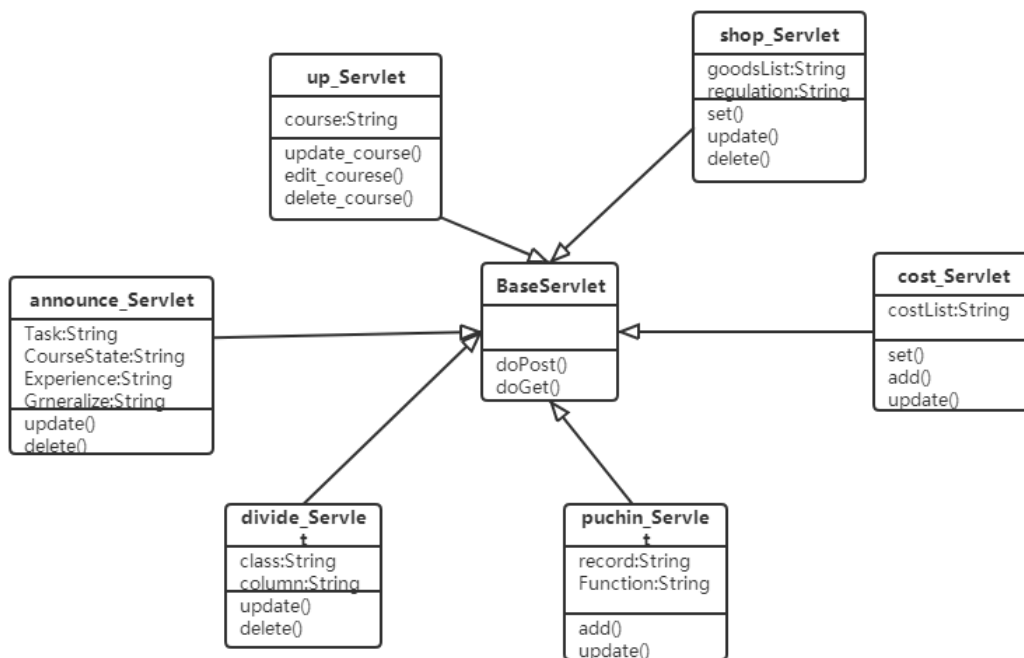 shop_Servlet
goodsList:String
regulation:String
set()
update()
delete()
up_Servlet
course:String
update_course()
edit_courese()
delete_course()
BaseServlet
doPost()
doGet()
cost_Servlet
costList:String
set()
add()
update()
announce_Servlet
Task:String
CourseState:String
Experience:String
Grneralize:String
update()
delete()
divide_Servle
t
class:String
column:String
update()
delete()
puchin_Servle
t
record:String
Function:String
add()
update()